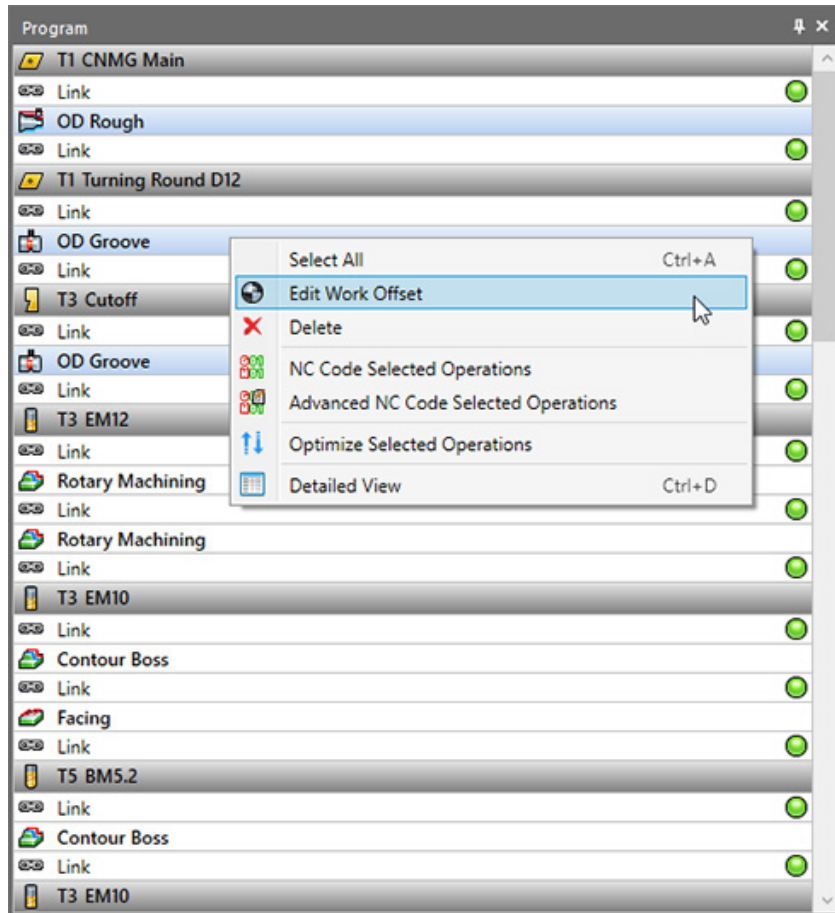 Program
T1 CNMG Main
Link
OD Rough
Link
T1 Turning Round D12
Link
OD Groove
Link
T3 Cutoff
Link
OD Groove
Link
T3 EM12
Link
Rotary Machining
Link
Rotary Machining
Link
T3 EM10
Link
Contour Boss
Link
Facing
Link
T5 BM5.2
Link
Contour Boss
Link
T3 EM10
Select All Ctrl+A
Edit Work Offset
Delete
NC Code Selected Operations
Advanced NC Code Selected Operations
Optimize Selected Operations
Detailed View Ctrl+D